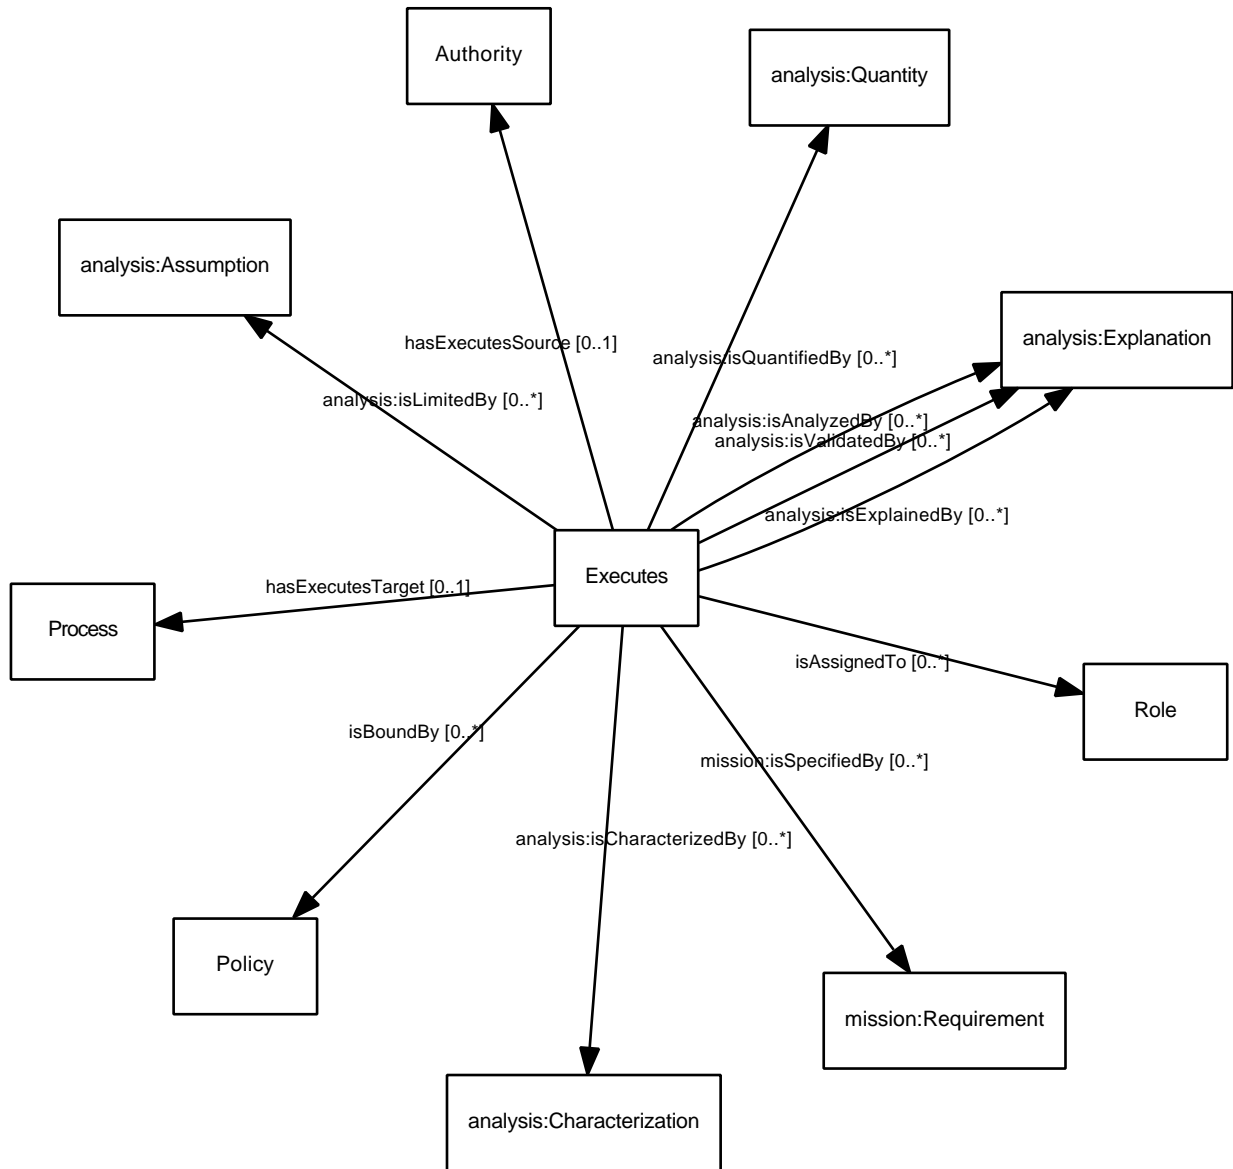 Authority
analysis:Quantity
analysis:Assumption
analysis:Explanation
hasExecutesSource [0..1]
analysis:isQuantifiedBy [0..*]
analysis:isLimitedBy [0..*]
analysis:isAnalyzedBy [0..*]
analysis:isValidatedBy [0..*]
analysis:isExplainedBy [0..*]
Executes
hasExecutesTarget [0..1]
Process
isAssignedTo [0..*]
Role
isBoundBy [0..*]
mission:isSpecifiedBy [0..*]
analysis:isCharacterizedBy [0..*]
Policy
mission:Requirement
analysis:Characterization